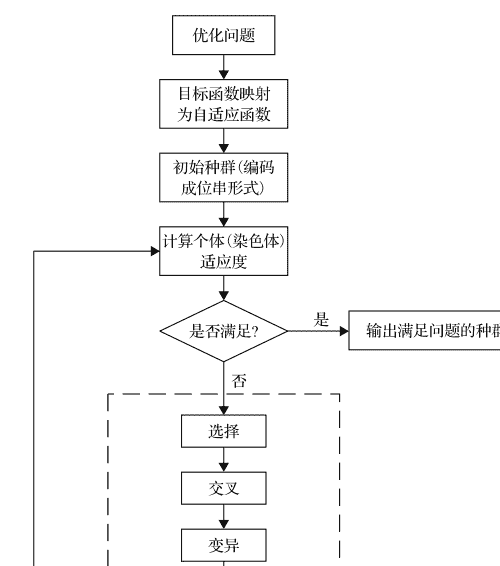 优化问题
目标函数映射
为自适应函数
初始种群(编码
成位串形式)
计算个体(染色体)
适应度
是否满足?
是
输出满足问题的种群
否
选择
交叉
变异